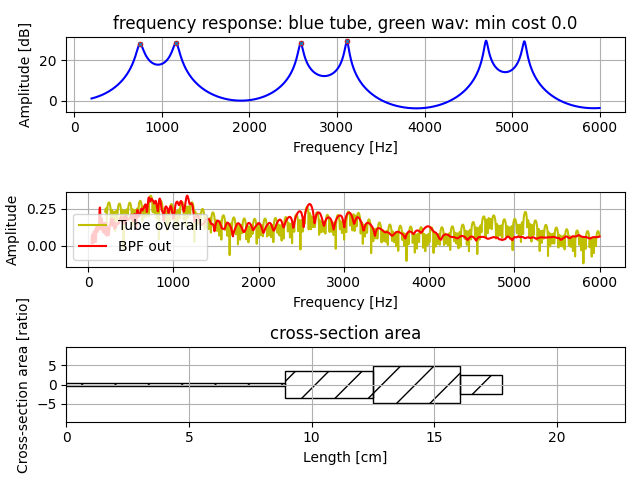 frequency response: blue tube, green wav: min cost 0.0
Amplitude [dB]
20
0
0 1000 2000 3000 4000 5000 6000
Frequency [Hz]
Amplitude
0.25
0.00
Tube overall
BPF out
0 1000 2000 3000 4000 5000 6000
Frequency [Hz]
cross-section area
Cross-section area [ratio]
5
0
−5
0 5 10 15 20
Length [cm]